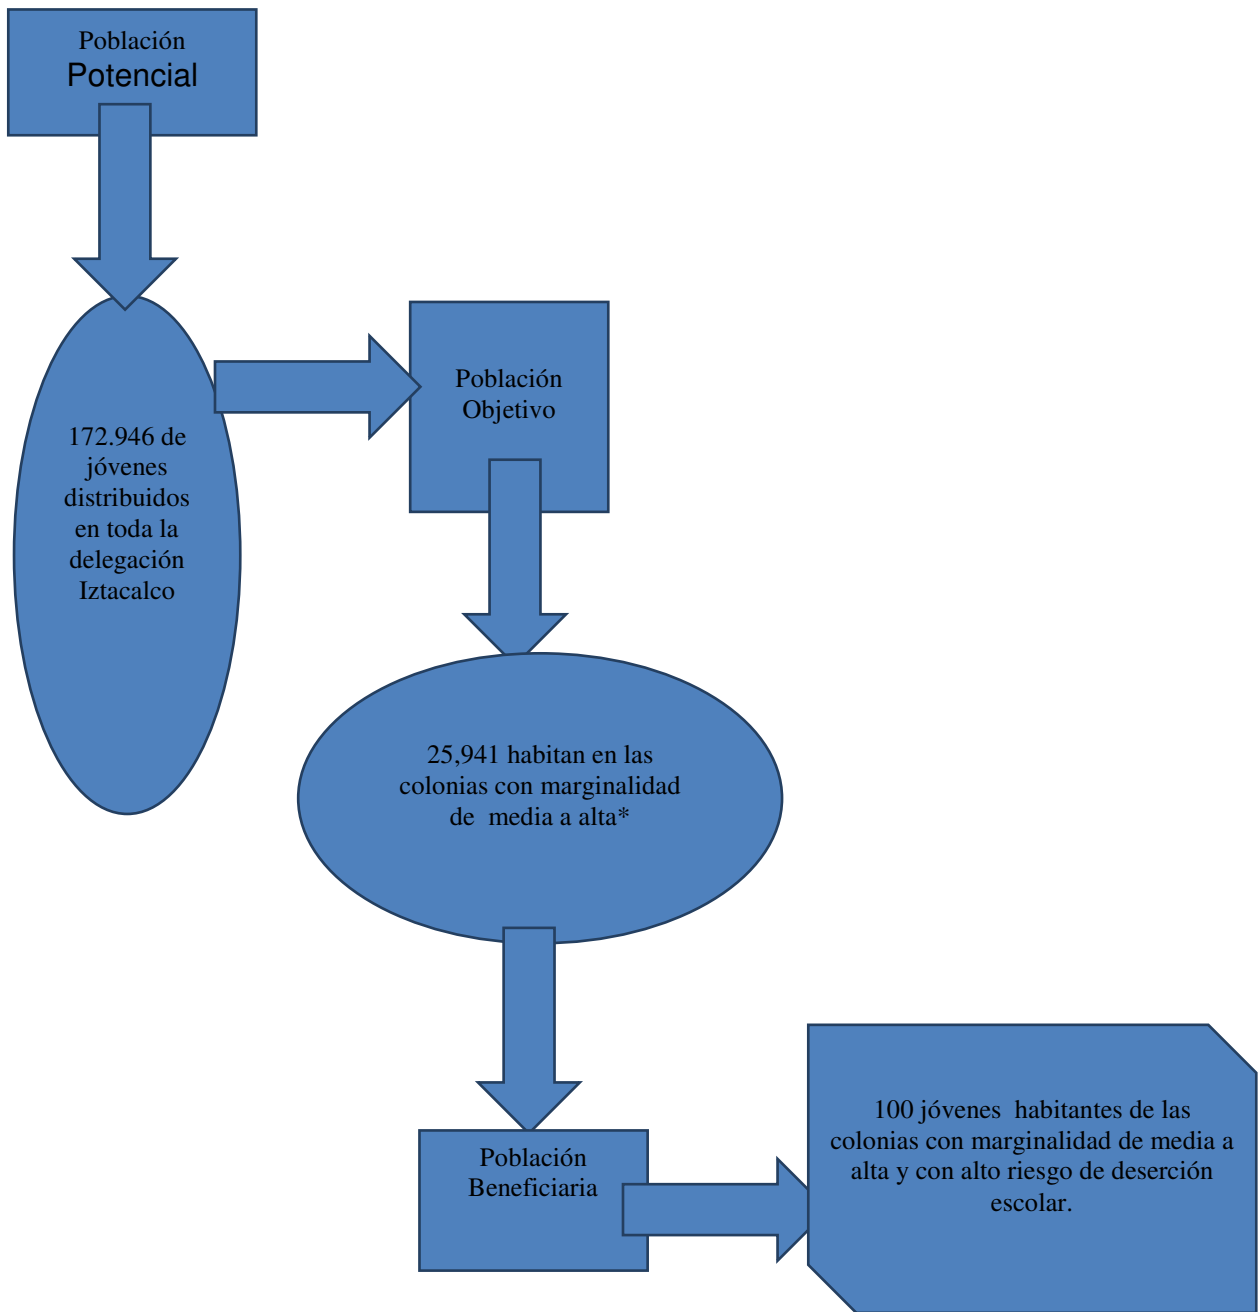 Población
Potencial
172.946 de
jóvenes
distribuidos
en toda la
delegación
Iztacalco
Población
Objetivo
25,941 habitan en las
colonias con marginalidad
de media a alta*
Población
Beneficiaria
100 jóvenes habitantes de las
colonias con marginalidad de media a
alta y con alto riesgo de deserción
escolar.